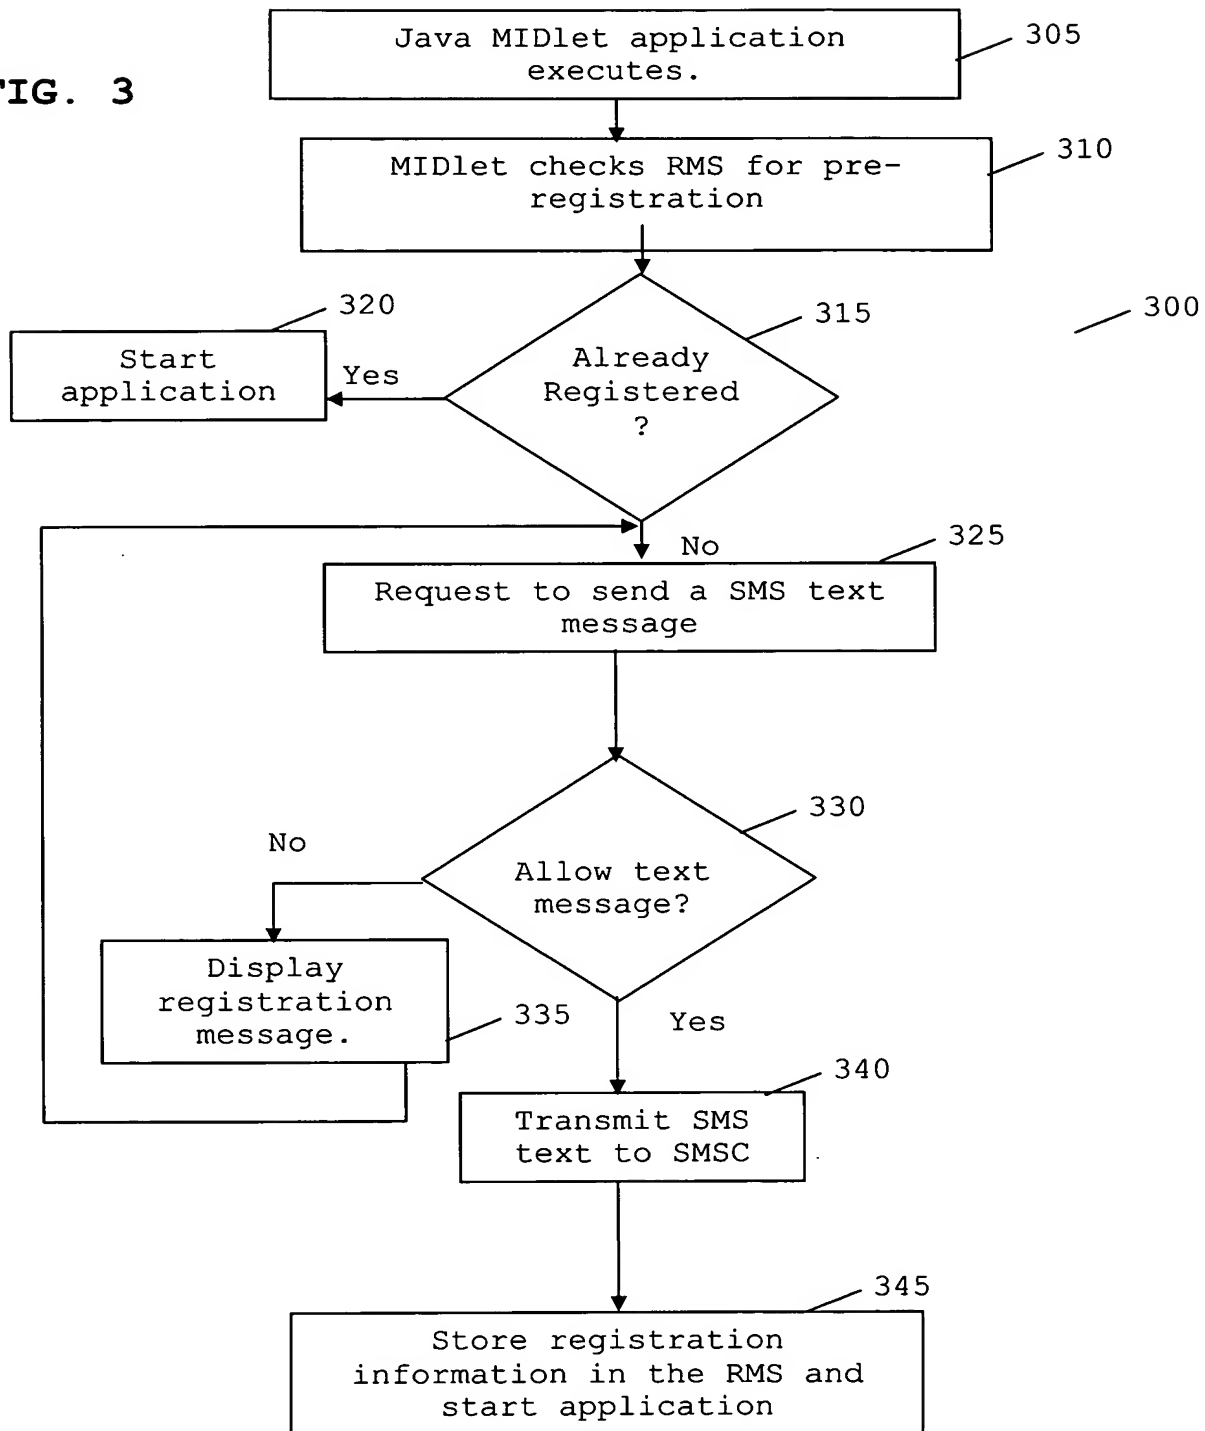 Java MIDlet application
executes.
305
FIG. 3
MIDlet checks RMS for pre-
registration
310
320
315
300
Start
application
Yes
Already
Registered
?
No
325
Request to send a SMS text
message
330
No
Allow text
message?
Display
registration
message.
335
Yes
340
Transmit SMS
text to SMSC
345
Store registration
information in the RMS and
start application